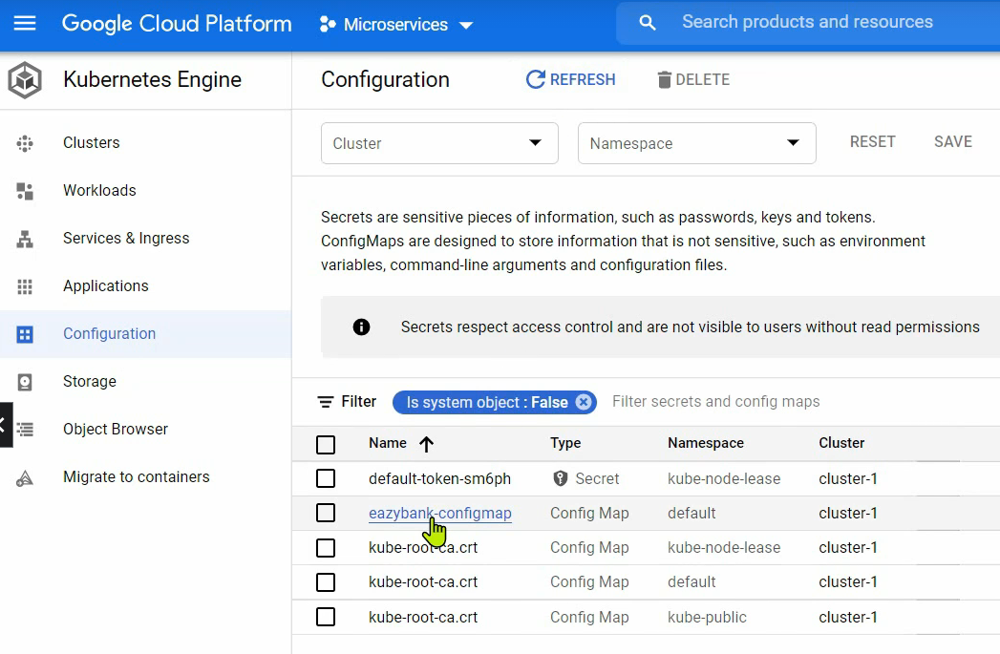 Google Cloud Platform
Microservices
Search products and resources
Kubernetes Engine
Clusters
Workloads
Services & Ingress
Applications
Configuration
Storage
Object Browser
Migrate to containers
Configuration
REFRESH
DELETE
Cluster
Namespace
RESET
SAVE
Secrets are sensitive pieces of information, such as passwords, keys and tokens.
ConfigMaps are designed to store information that is not sensitive, such as environment
variables, command-line arguments and configuration files.
Secrets respect access control and are not visible to users without read permissions
Filter Is system object : False Filter secrets and config maps
Name Type Namespace Cluster
default-token-sm6ph Secret kube-node-lease cluster-1
eazybank-configmap Config Map default cluster-1
kube-root-ca.crt Config Map kube-node-lease cluster-1
kube-root-ca.crt Config Map default cluster-1
kube-root-ca.crt Config Map kube-public cluster-1